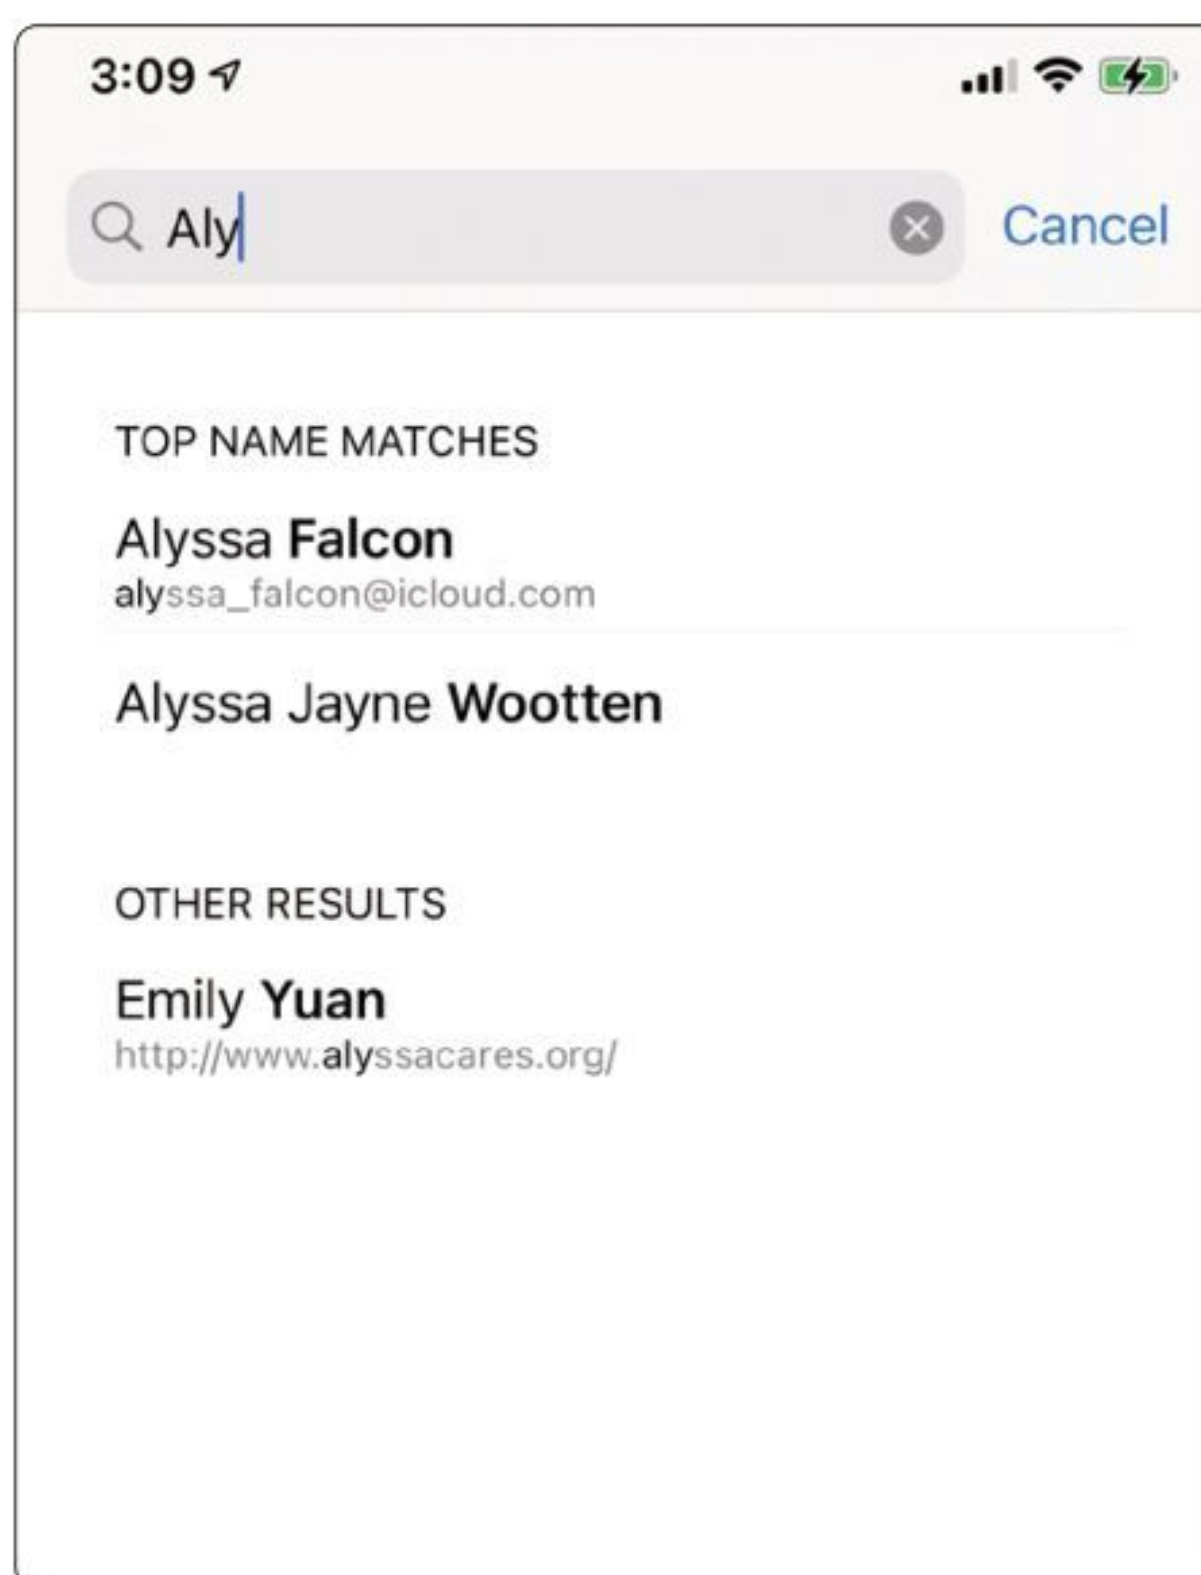 3:09
Aly
Cancel
TOP NAME MATCHES
Alyssa Falcon
alyssa_falcon@icloud.com
Alyssa Jayne Wootten
OTHER RESULTS
Emily Yuan
http://www.alyssacares.org/